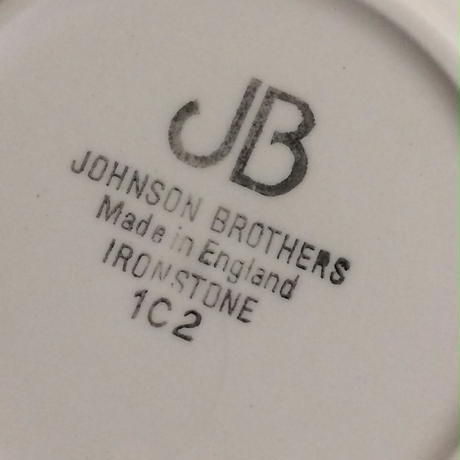 JB
JOHNSON BROTHERS
Made in England
IRONSTONE
1C2